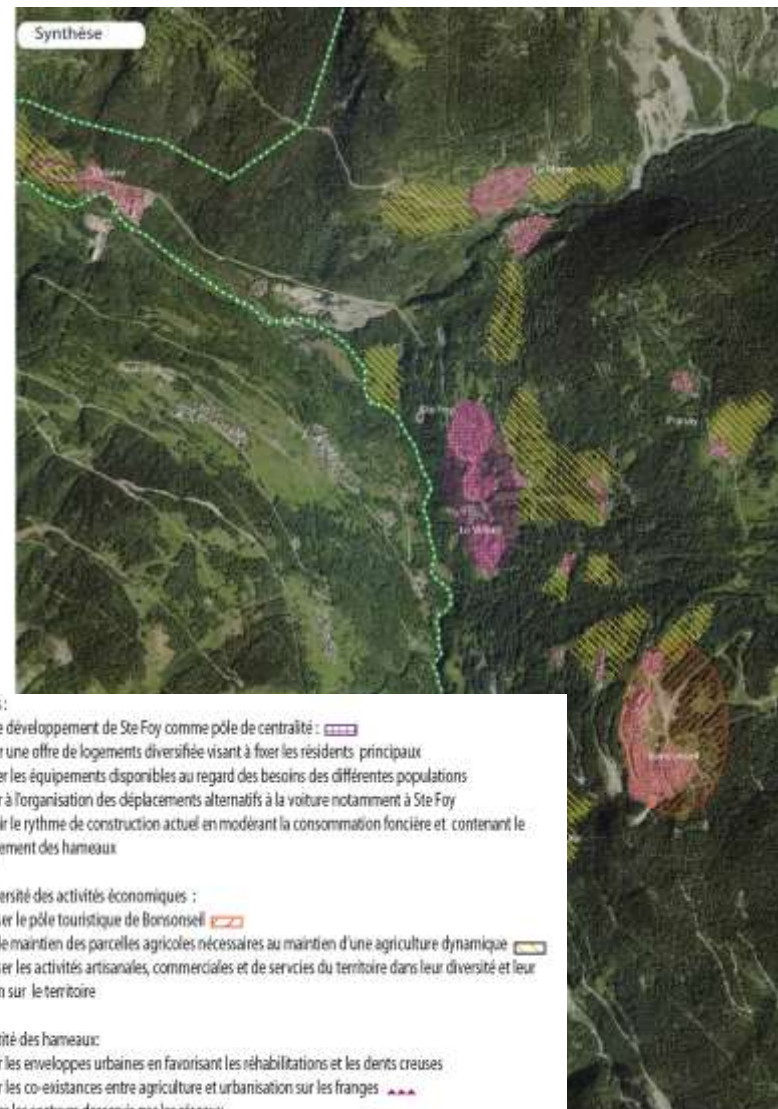 Synthèse
Le Miroir
Ste Foy
Le Villard
Bonconseil
:
e développement de Ste Foy comme pôle de centralité :
r une offre de logements diversifiée visant à fixer les résidents principaux
er les équipements disponibles au regard des besoins des différentes populations
r à l'organisation des déplacements alternatifs à la voiture notamment à Ste Foy
ir le rythme de construction actuel en modérant la consommation foncière et contenant le
ement des hameaux
ersité des activités économiques :
ser le pôle touristique de Bonsonseil
le maintien des parcelles agricoles nécessaires au maintien d'une agriculture dynamique
ser les activités artisanales, commerciales et de servcies du territoire dans leur diversité et leur
n sur le territoire
tité des hameaux:
r les enveloppes urbaines en favorisant les réhabilitations et les dents creuses
r les co-existances entre agriculture et urbanisation sur les franges